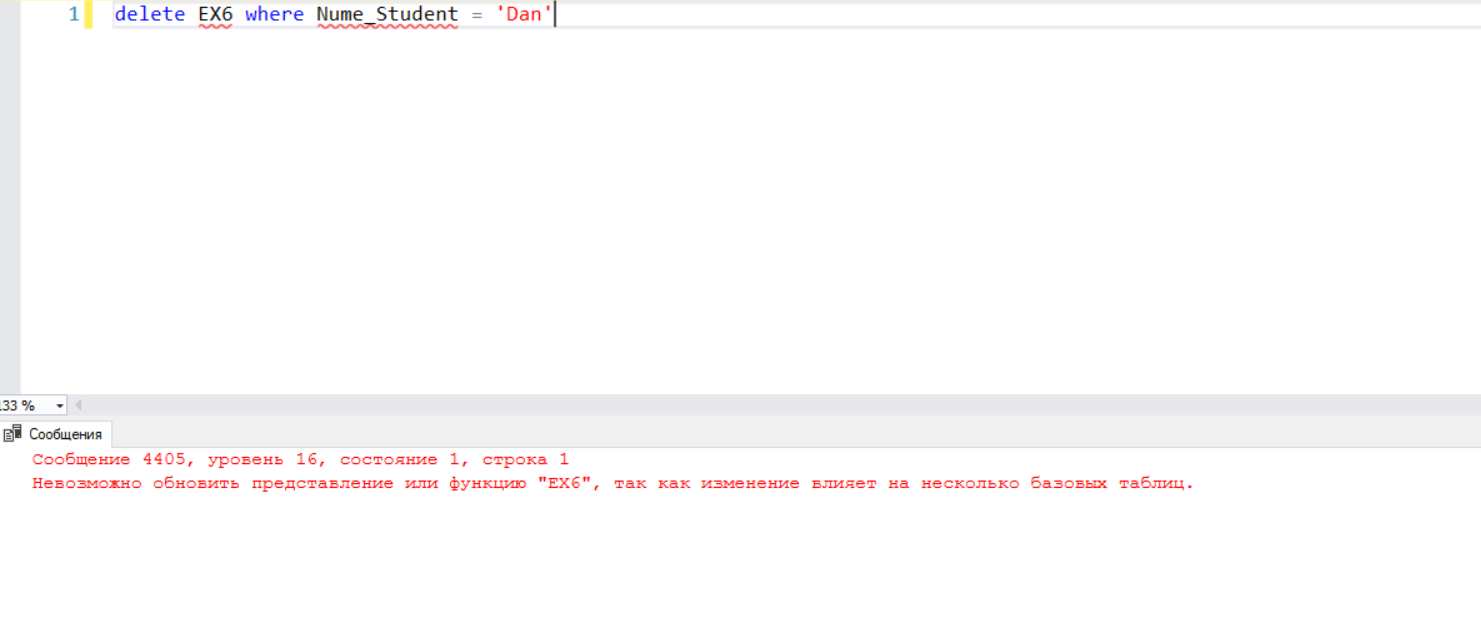 1 delete EX6 where Nume_Student = 'Dan'
133 %
Сообщения
Сообщение 4405, уровень 16, состояние 1, строка 1
Невозможно обновить представление или функцию "EX6", так как изменение влияет на несколько базовых таблиц.